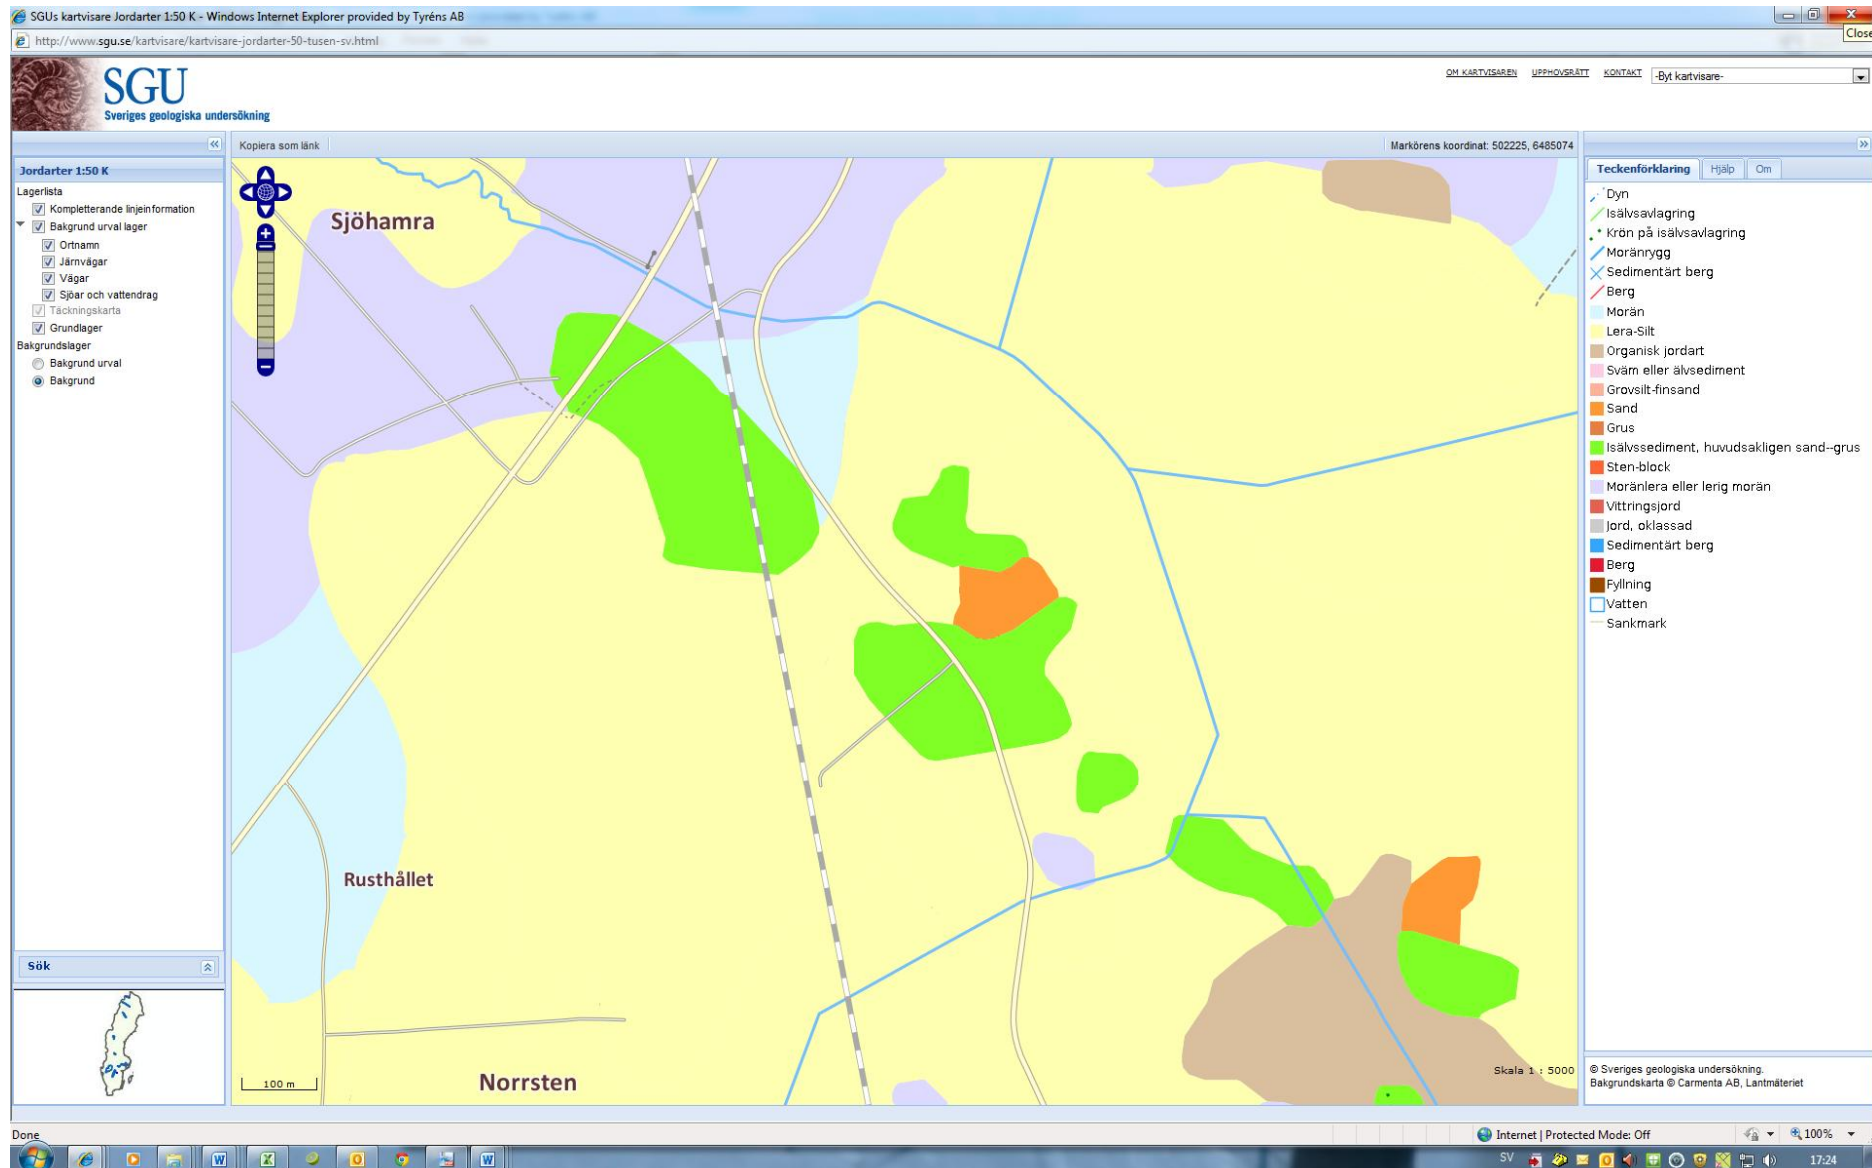 SGUs kartvisare Jordarter 1:50 K - Windows Internet Explorer provided by Tyréns AB
Close
http://www.sgu.se/kartvisare/kartvisare-jordarter-50-tusen-sv.html
SGU
Sveriges geologiska undersökning
OM KARTVISAREN UPPHOVSRÄTT KONTAKT -Byt kartvisare-
Kopiera som länk
Markörens koordinat: 502225, 6485074
Jordarter 1:50 K
Lagerlista
Kompletterande linjeinformation
Bakgrund urval lager
Ortnamn
Järnvägar
Vägar
Sjöar och vattendrag
Täckningskarta
Grundlager
Bakgrundslager
Bakgrund urval
Bakgrund
Sök
Sjöhamra
Rusthållet
Norrsten
100 m
Skala 1 : 5000
Teckenförklaring Hjälp Om
Dyn
Isälvsavlagring
Krön på isälvsavlagring
Moränrygg
Sedimentärt berg
Berg
Morän
Lera-Silt
Organisk jordart
Sväm eller älvsediment
Grovsilt-finsand
Sand
Grus
Isälvssediment, huvudsakligen sand--grus
Sten-block
Moränlera eller lerig morän
Vittringsjord
Jord, oklassad
Sedimentärt berg
Berg
Fyllning
Vatten
Sankmark
© Sveriges geologiska undersökning.
Bakgrundskarta © Carmenta AB, Lantmäteriet
Done
Internet | Protected Mode: Off
100%
SV
17:24